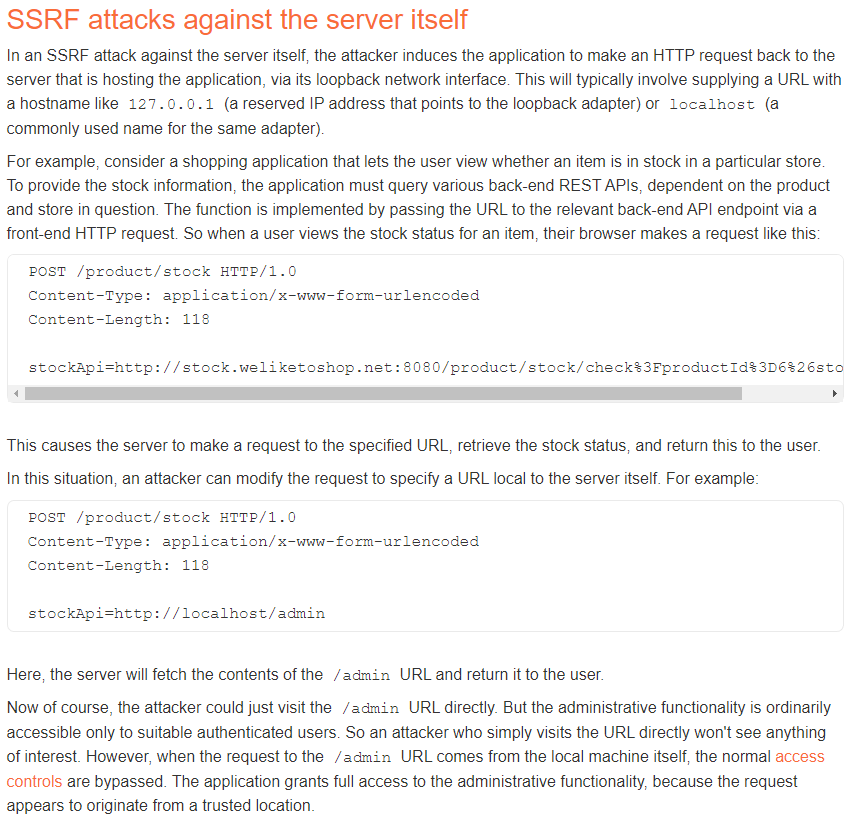 SSRF attacks against the server itself
In an SSRF attack against the server itself, the attacker induces the application to make an HTTP request back to the
server that is hosting the application, via its loopback network interface. This will typically involve supplying a URL with
a hostname like 127.0.0.1 (a reserved IP address that points to the loopback adapter) or localhost (a
commonly used name for the same adapter).
For example, consider a shopping application that lets the user view whether an item is in stock in a particular store.
To provide the stock information, the application must query various back-end REST APIs, dependent on the product
and store in question. The function is implemented by passing the URL to the relevant back-end API endpoint via a
front-end HTTP request. So when a user views the stock status for an item, their browser makes a request like this:
POST /product/stock HTTP/1.0
Content-Type: application/x-www-form-urlencoded
Content-Length: 118
stockApi=http://stock.weliketoshop.net:8080/product/stock/check%3FproductId%3D6%26sto
This causes the server to make a request to the specified URL, retrieve the stock status, and return this to the user.
In this situation, an attacker can modify the request to specify a URL local to the server itself. For example:
POST /product/stock HTTP/1.0
Content-Type: application/x-www-form-urlencoded
Content-Length: 118
stockApi=http://localhost/admin
Here, the server will fetch the contents of the /admin URL and return it to the user.
Now of course, the attacker could just visit the /admin URL directly. But the administrative functionality is ordinarily
accessible only to suitable authenticated users. So an attacker who simply visits the URL directly won't see anything
of interest. However, when the request to the /admin URL comes from the local machine itself, the normal access
controls are bypassed. The application grants full access to the administrative functionality, because the request
appears to originate from a trusted location.